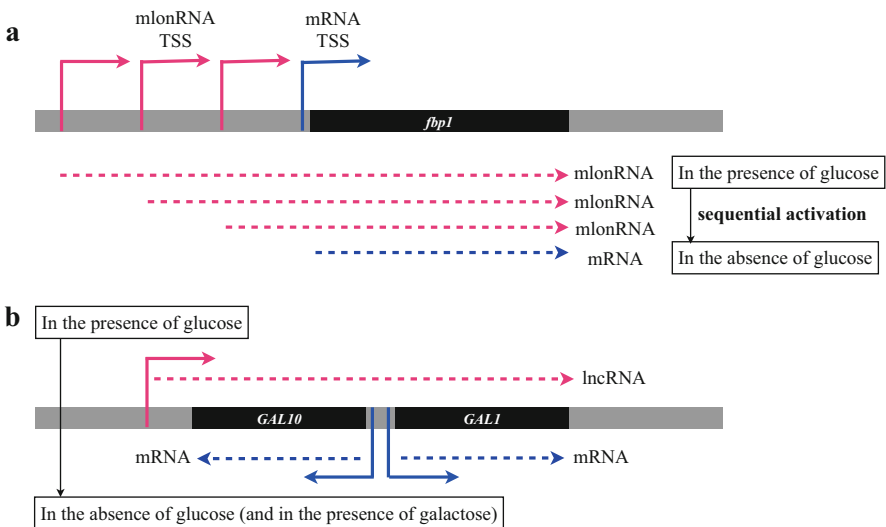 a
mlonRNA
TSS
mRNA
TSS
fbp1
mlonRNA
mlonRNA
mlonRNA
mRNA
In the presence of glucose
sequential activation
In the absence of glucose
b
In the presence of glucose
lncRNA
GAL10
GAL1
mRNA
mRNA
In the absence of glucose (and in the presence of galactose)